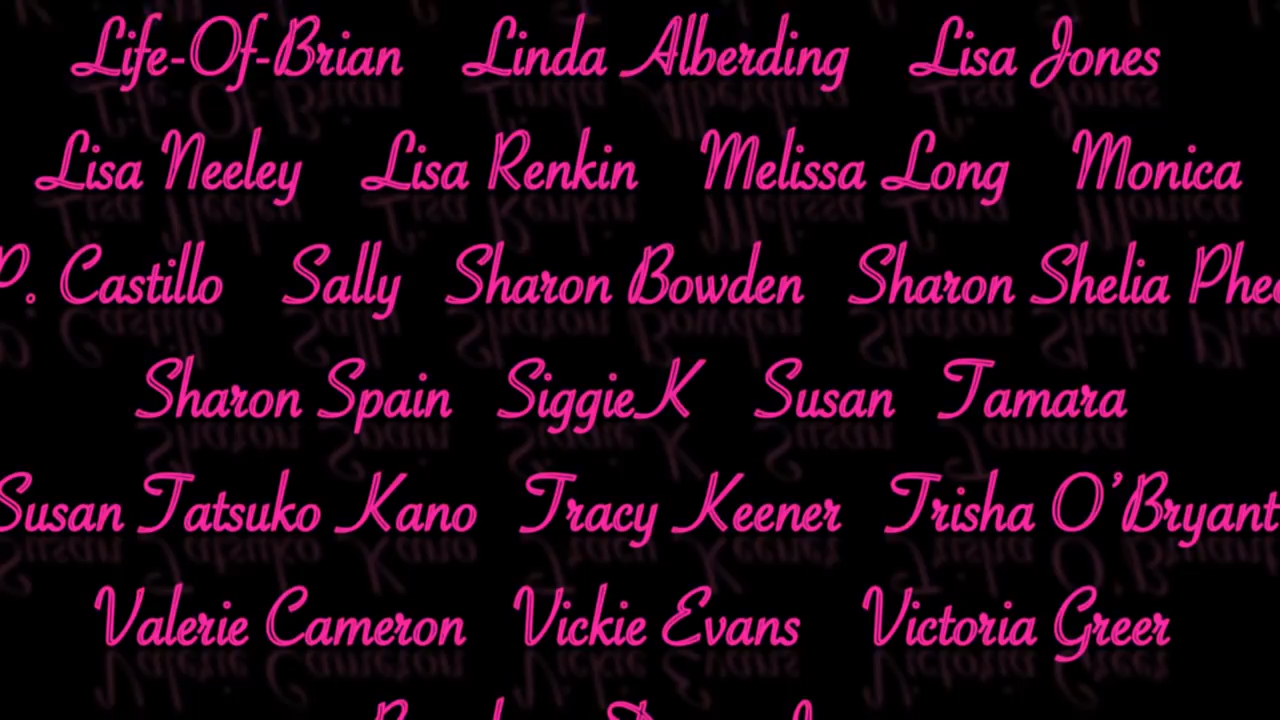 Life-Of-Brian Linda Alberding Lisa Jones
Lisa Neeley Lisa Renkin Melissa Long Monica
P. Castillo Sally Sharon Bowden Sharon Shelia
Sharon Spain SiggieK Susan Tamara
Susan Tatsuko Kano Tracy Keener Trisha O'Bryant
Valerie Cameron Vickie Evans Victoria Greer